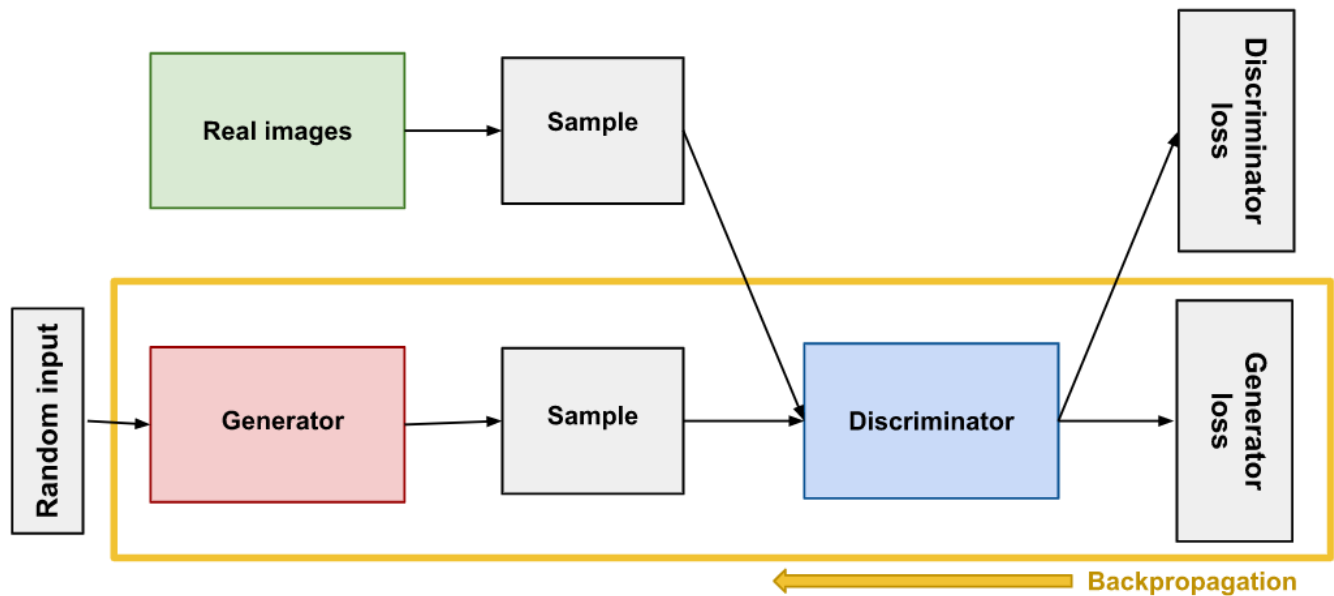 Real images
Sample
Discriminator
loss
Random input
Generator
Sample
Discriminator
Generator
loss
Backpropagation